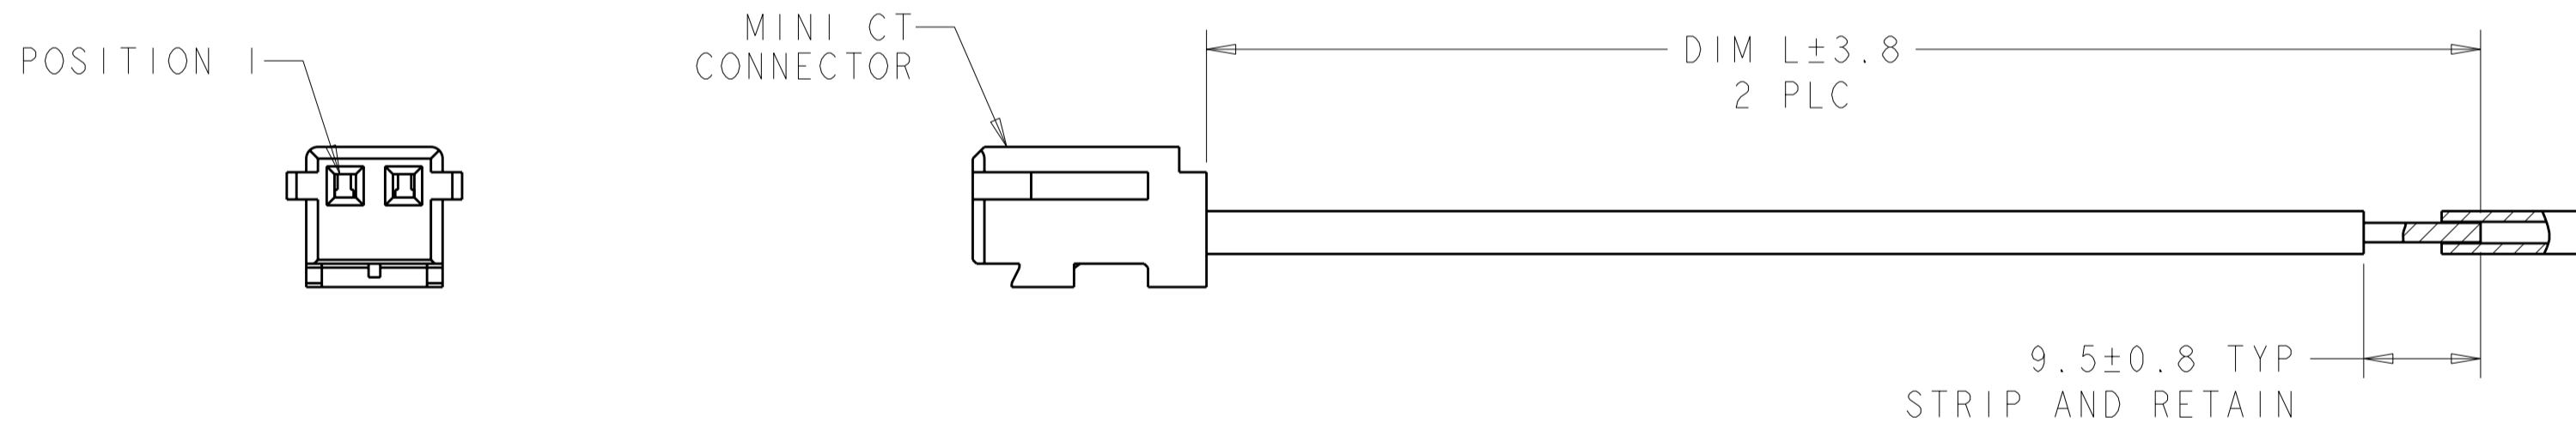 POSITION 1
MINI CT
CONNECTOR
DIM L±3.8
2 PLC
9.5±0.8 TYP
STRIP AND RETAIN